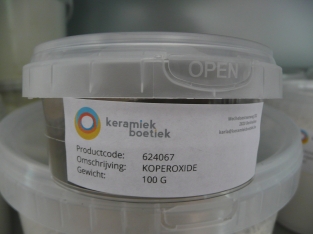 OPEN
keramiek
boetiek
Productcode: 624067
Omschrijving: KOPEROXIDE
Gewicht: 100 G